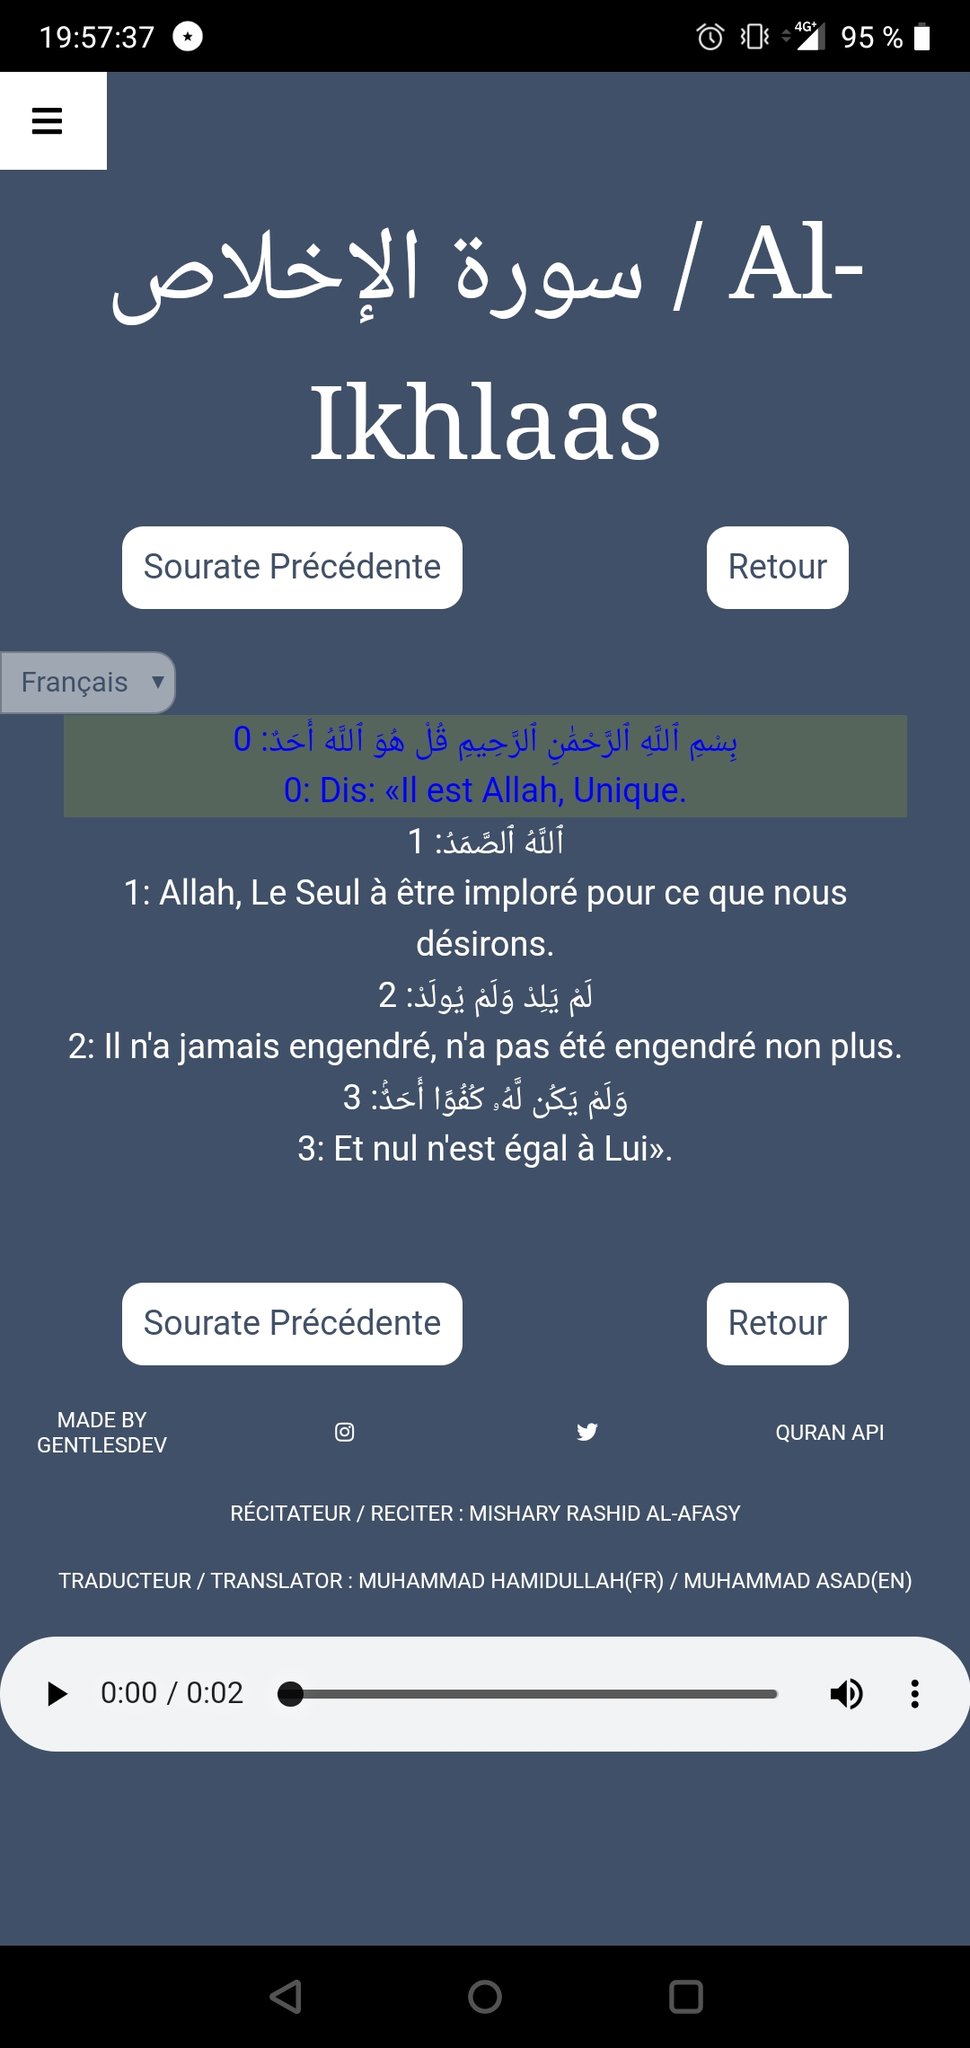 19:57:37
4G+ 95 %
سورة الإخلاص / Al-
Ikhlaas
Sourate Précédente
Retour
Français
بِسْمِ ٱللَّهِ ٱلرَّحْمَٰنِ ٱلرَّحِيمِ قُلْ هُوَ ٱللَّهُ أَحَدٌ: 0
0: Dis: «Il est Allah, Unique.
ٱللَّهُ ٱلصَّمَدُ: 1
1: Allah, Le Seul à être imploré pour ce que nous
désirons.
لَمْ يَلِدْ وَلَمْ يُولَدْ: 2
2: Il n'a jamais engendré, n'a pas été engendré non plus.
وَلَمْ يَكُن لَّهُۥ كُفُوًا أَحَدٌۢ: 3
3: Et nul n'est égal à Lui».
Sourate Précédente
Retour
MADE BY
GENTLESDEV
QURAN API
RÉCITATEUR / RECITER : MISHARY RASHID AL-AFASY
TRADUCTEUR / TRANSLATOR : MUHAMMAD HAMIDULLAH(FR) / MUHAMMAD ASAD(EN)
0:00 / 0:02